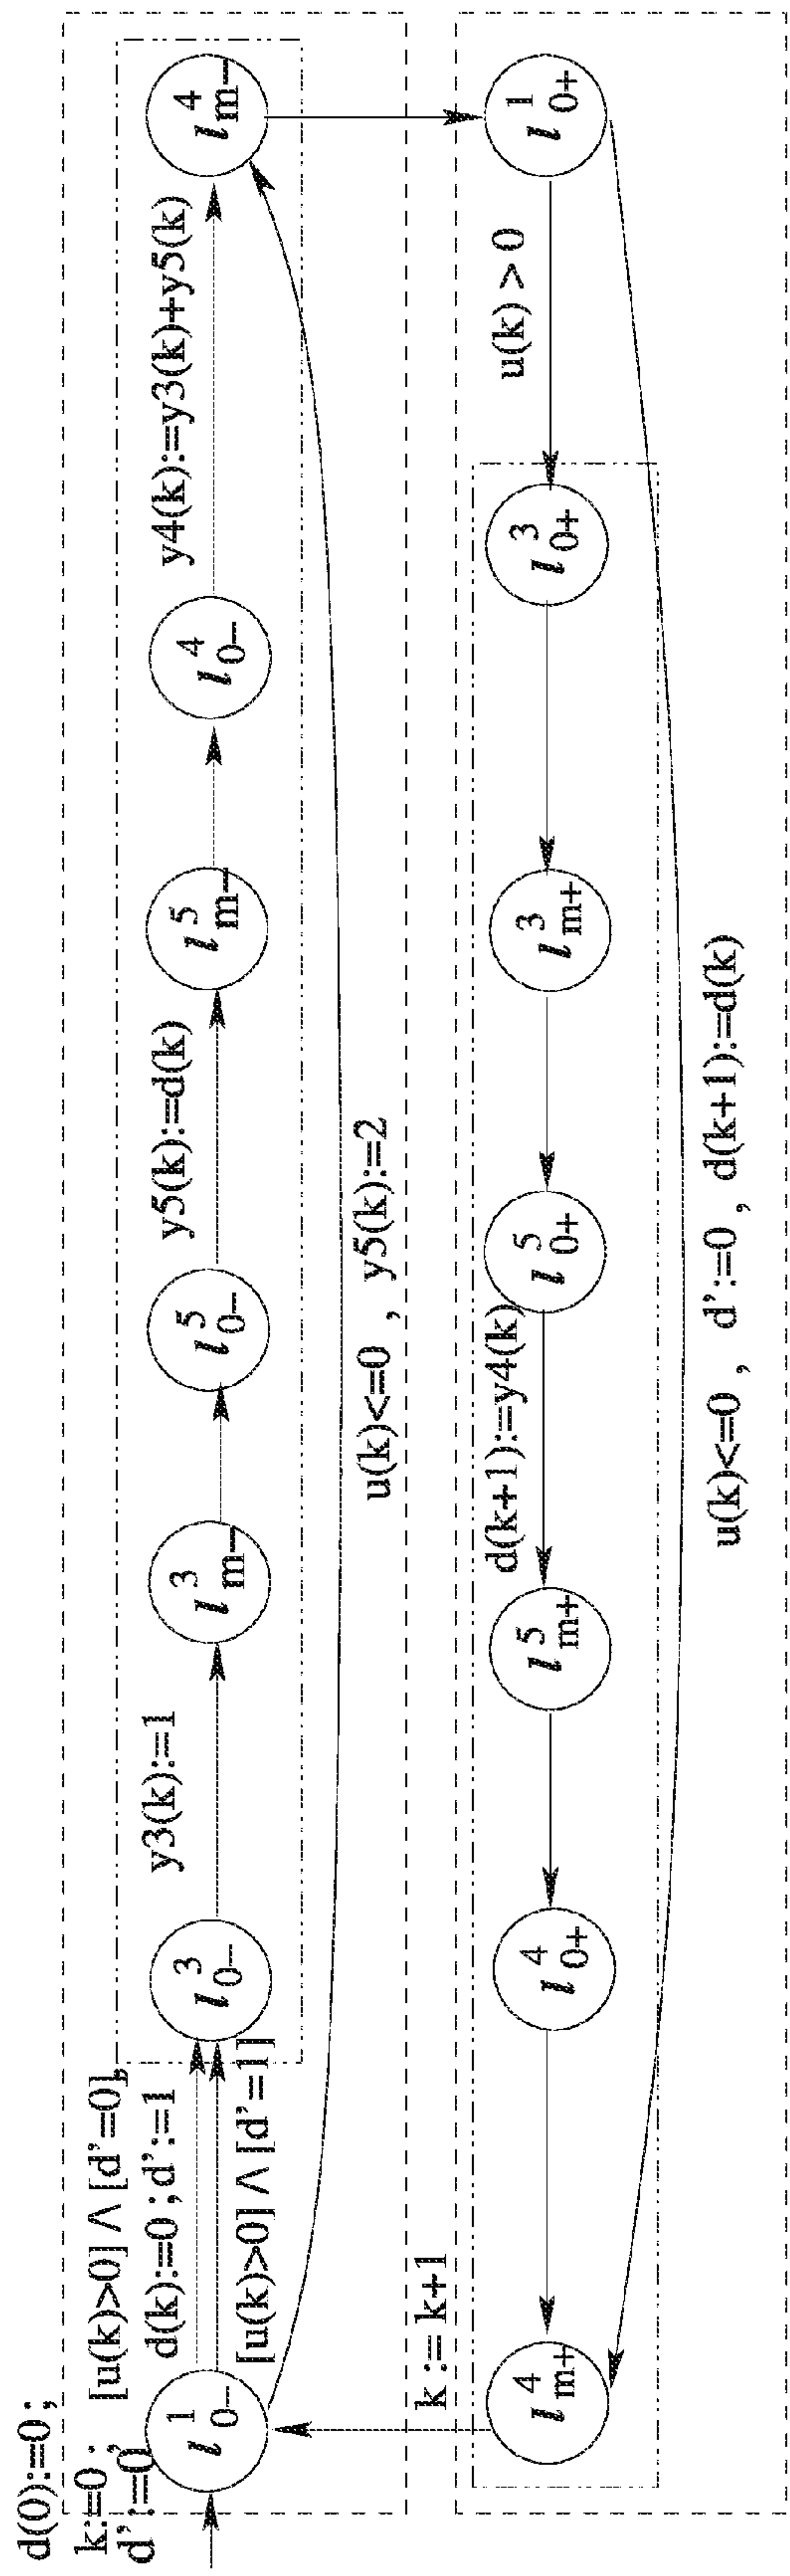 d(0):=0;
k:=0;
d':=0,
[u(k)>0] ∧ [d'=0],
d(k):=0;d':=1
[u(k)>0] ∧ [d'=1]
y3(k):=1
y5(k):=d(k)
y4(k):=y3(k)+y5(k)
l 1 0−
l 3 0−
l 3 m−
l 5 0−
l 5 m−
l 4 0−
l 4 m−
u(k)<=0 , y5(k):=2
k := k+1
d(k+1):=y4(k)
u(k) > 0
l 4 m+
l 4 0+
l 5 m+
l 5 0+
l 3 m+
l 3 0+
l 1 0+
u(k)<=0 , d':=0 , d(k+1):=d(k)